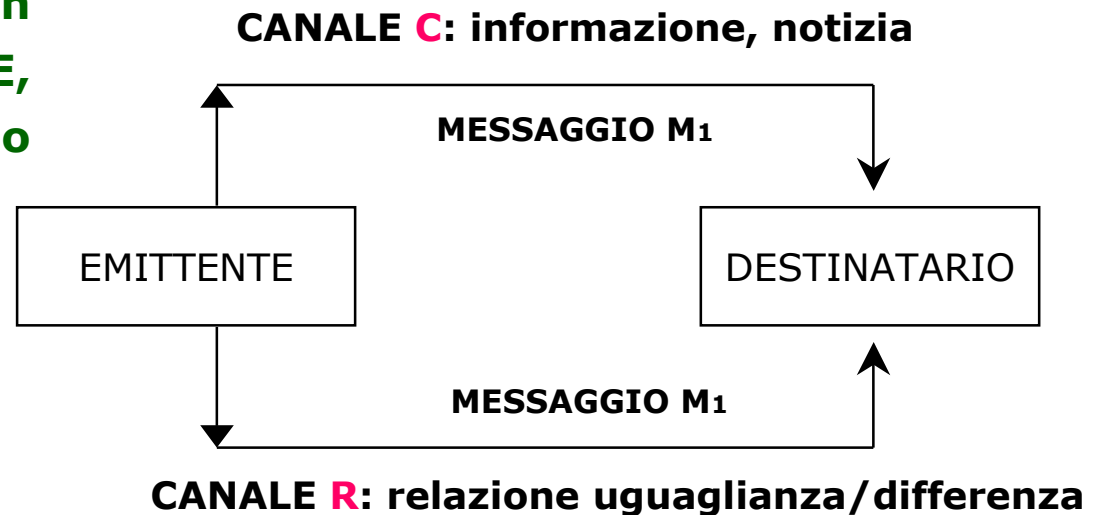 n
CANALE C: informazione, notizia
E,
o
MESSAGGIO M1
EMITTENTE
DESTINATARIO
MESSAGGIO M1
CANALE R: relazione uguaglianza/differenza